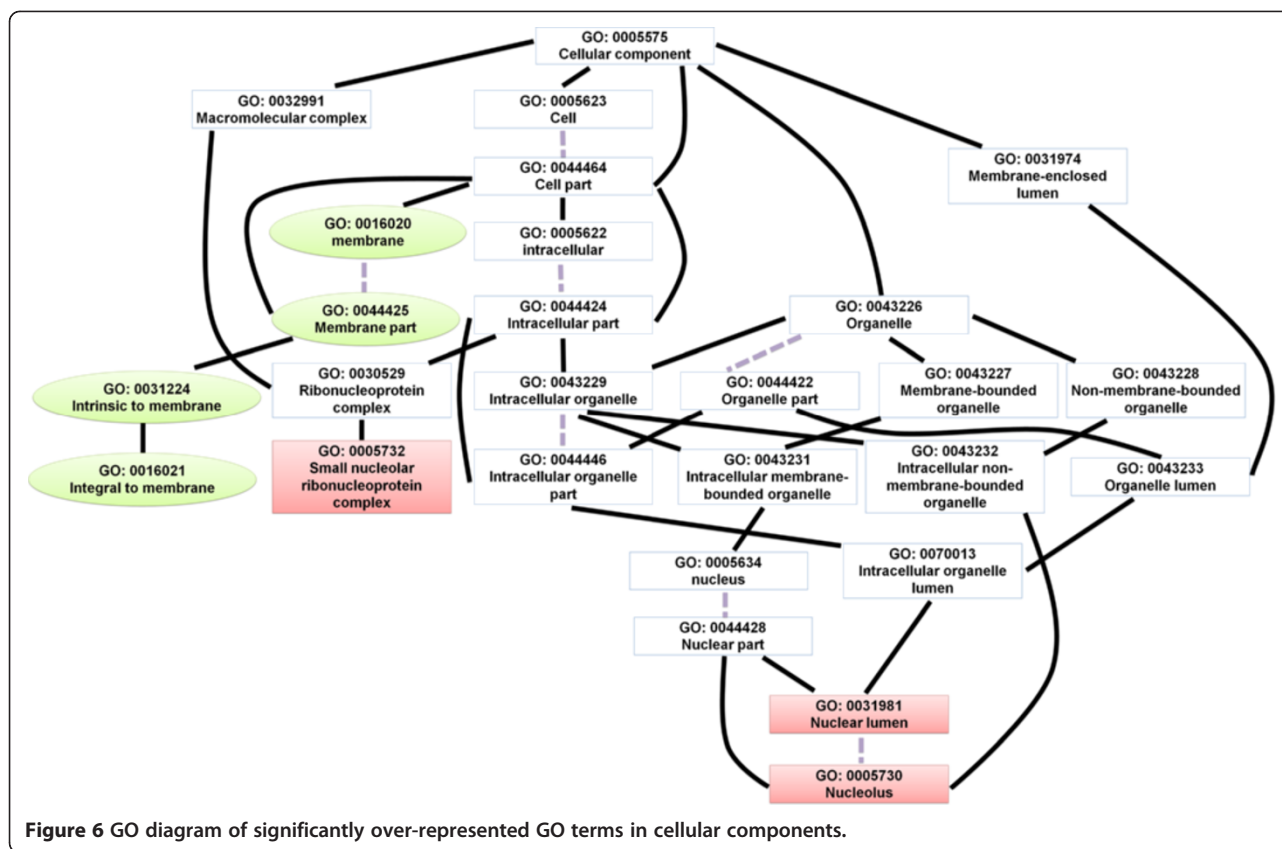 GO: 0005575
Cellular component
GO: 0032991
Macromolecular complex
GO: 0005623
Cell
GO: 0031974
Membrane-enclosed
lumen
GO: 0044464
Cell part
GO: 0016020
membrane
GO: 0005622
intracellular
GO: 0044425
Membrane part
GO: 0044424
Intracellular part
GO: 0043226
Organelle
GO: 0031224
Intrinsic to membrane
GO: 0030529
Ribonucleoprotein
complex
GO: 0043229
Intracellular organelle
GO: 0044422
Organelle part
GO: 0043227
Membrane-bounded
organelle
GO: 0043228
Non-membrane-bounded
organelle
GO: 0016021
Integral to membrane
GO: 0005732
Small nucleolar
ribonucleoprotein
complex
GO: 0044446
Intracellular organelle
part
GO: 0043231
Intracellular membrane-
bounded organelle
GO: 0043232
Intracellular non-
membrane-bounded
organelle
GO: 0043233
Organelle lumen
GO: 0005634
nucleus
GO: 0070013
Intracellular organelle
lumen
GO: 0044428
Nuclear part
GO: 0031981
Nuclear lumen
GO: 0005730
Nucleolus
Figure 6 GO diagram of significantly over-represented GO terms in cellular components.